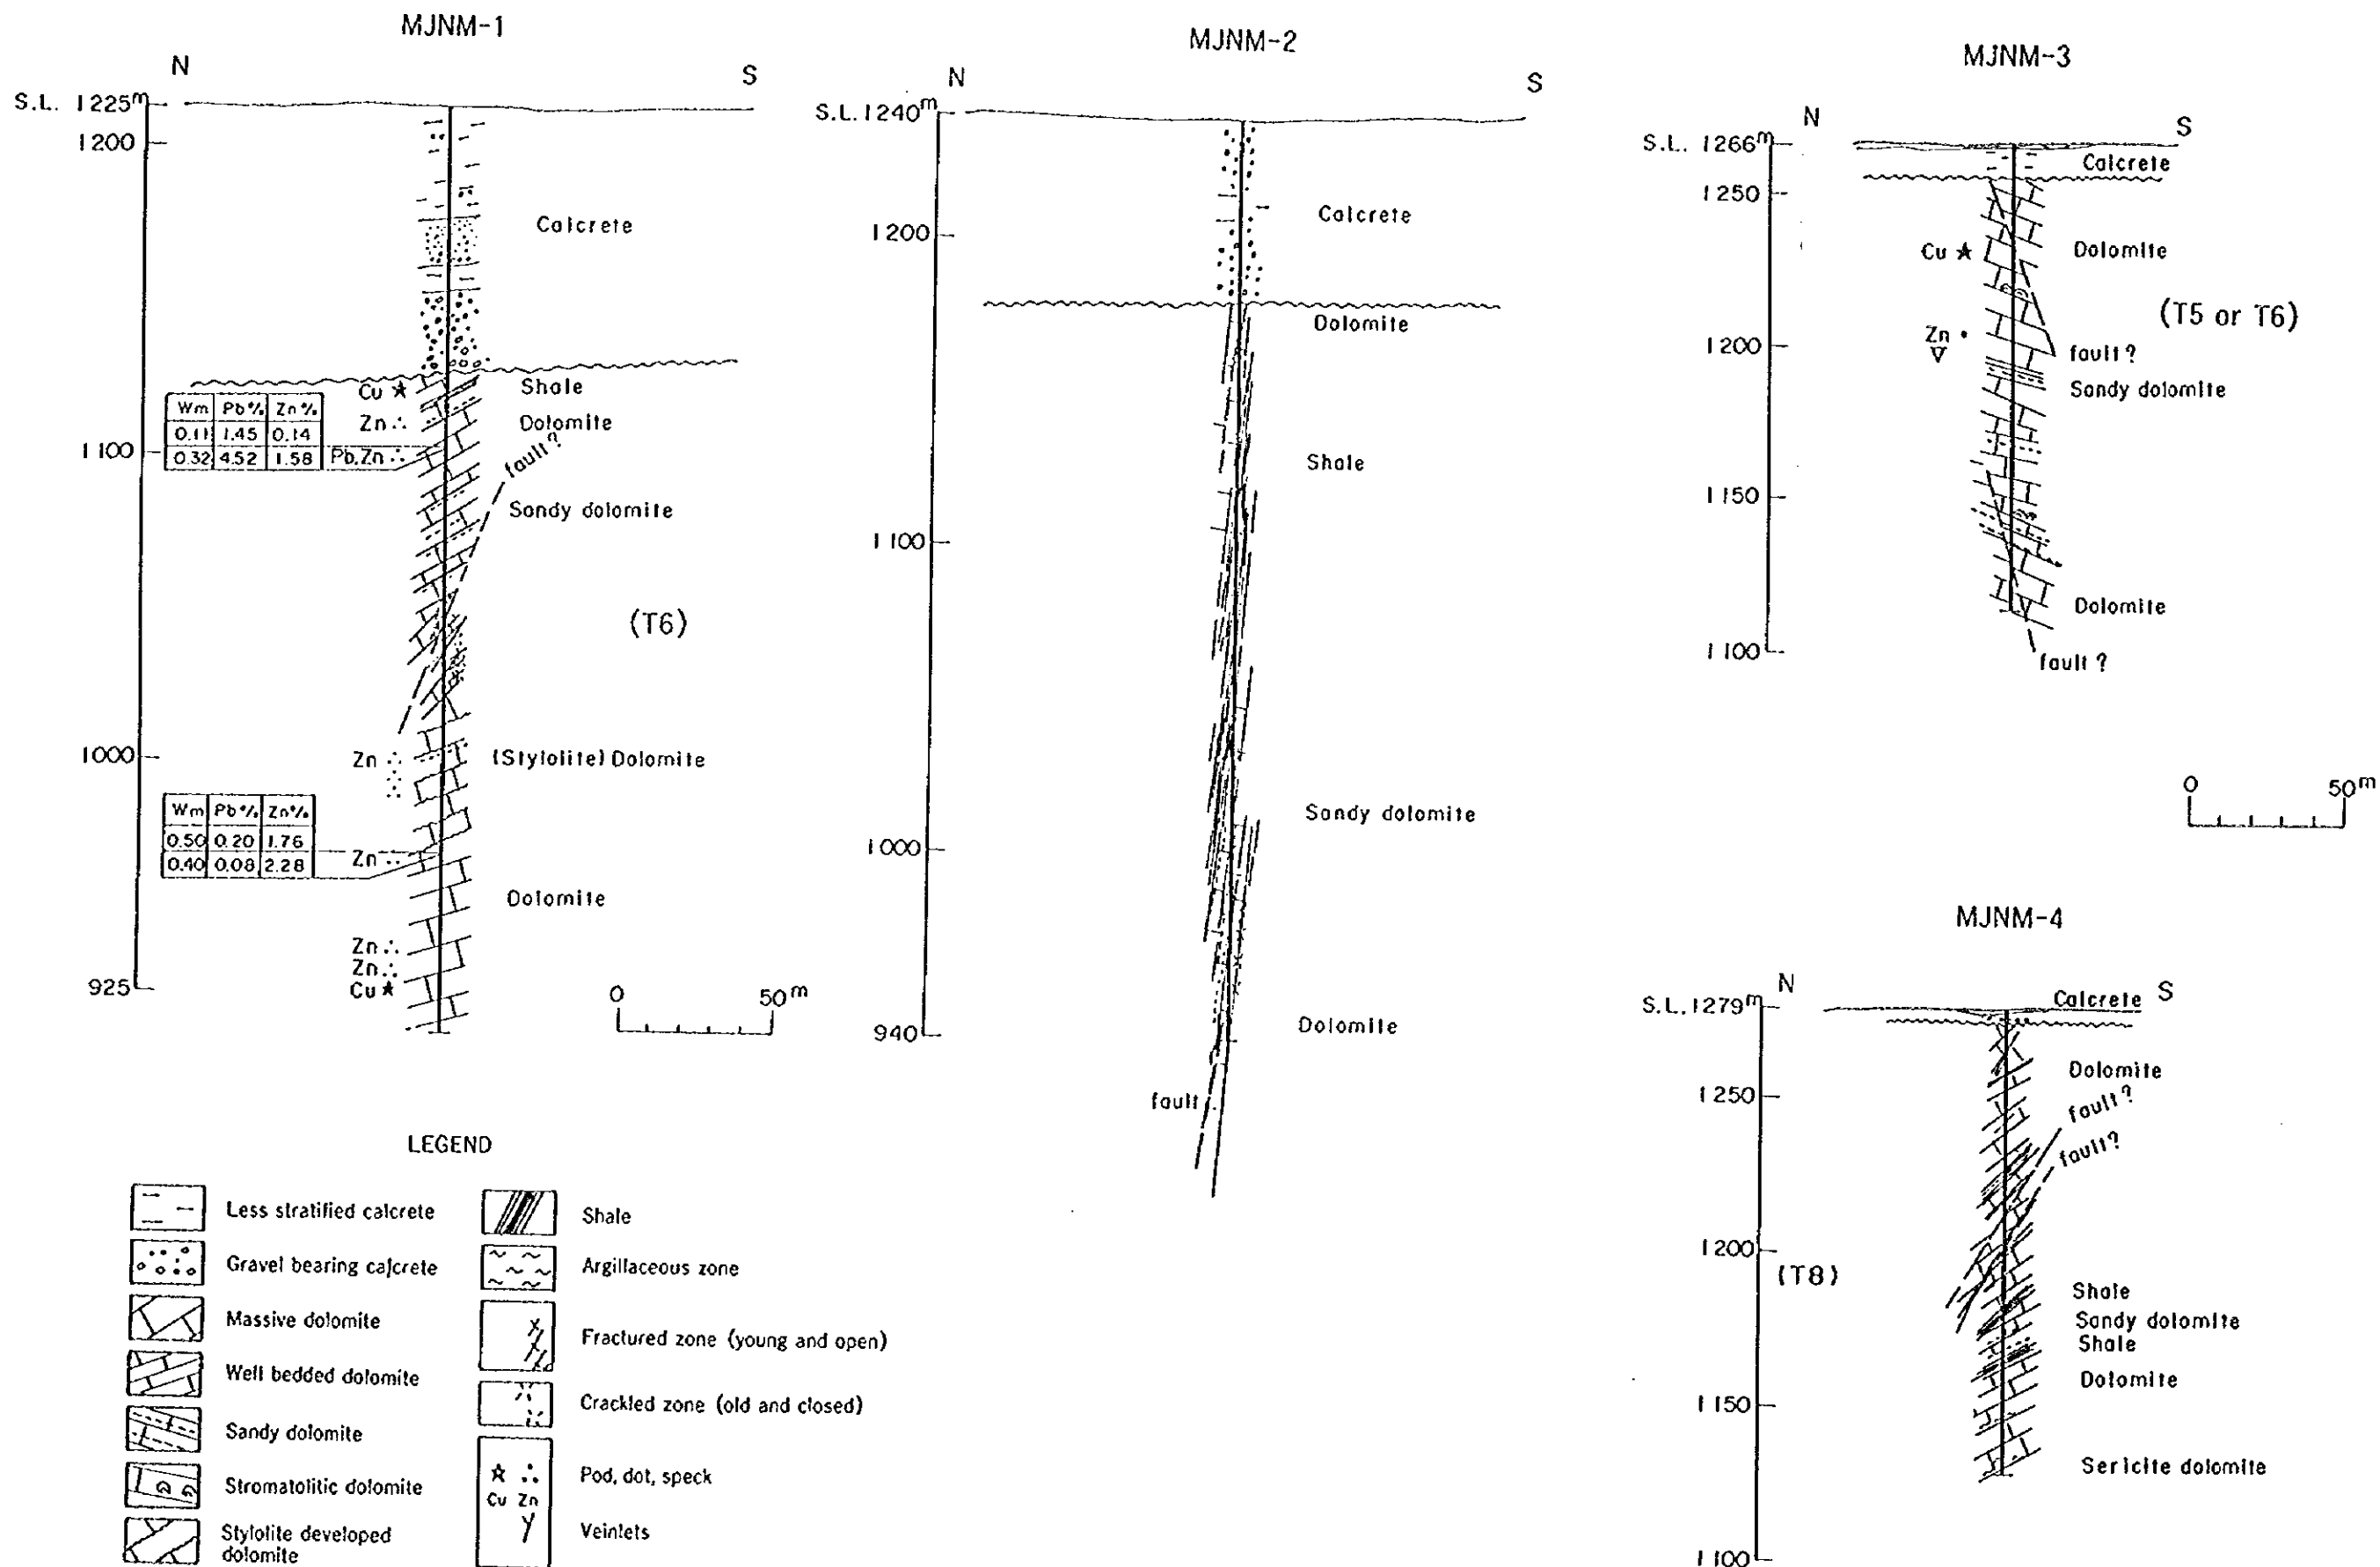 MJNM-1
N
S
S.L. 1225m
1200
Calcrete
Cu
Shale
Wm Pb% Zn%
0.11 1.45 0.14
0.32 4.52 1.58
Zn
Dolomite
1100
Pb,Zn
fault?
Sandy dolomite
(T6)
1000
Zn
(Stylolite) Dolomite
Wm Pb% Zn%
0.50 0.20 1.76
0.40 0.08 2.28
Zn
Dolomite
Zn
Zn
925
Cu
0 50m
MJNM-2
N
S
S.L. 1240m
Calcrete
1200
Dolomite
Shale
1100
Sandy dolomite
1000
Dolomite
940
fault
MJNM-3
N
S
S.L. 1266m
Calcrete
1250
Cu
Dolomite
(T5 or T6)
Zn
1200
fault?
Sandy dolomite
1150
Dolomite
1100
fault?
0 50m
MJNM-4
N
S
S.L. 1279m
Calcrete
Dolomite
1250
fault?
fault?
1200
(T8)
Shale
Sandy dolomite
Shale
Dolomite
1150
Sericite dolomite
1100
LEGEND
Less stratified calcrete
Gravel bearing calcrete
Massive dolomite
Well bedded dolomite
Sandy dolomite
Stromatolitic dolomite
Stylolite developed
dolomite
Shale
Argillaceous zone
Fractured zone (young and open)
Crackled zone (old and closed)
Cu Zn
Pod, dot, speck
Veinlets